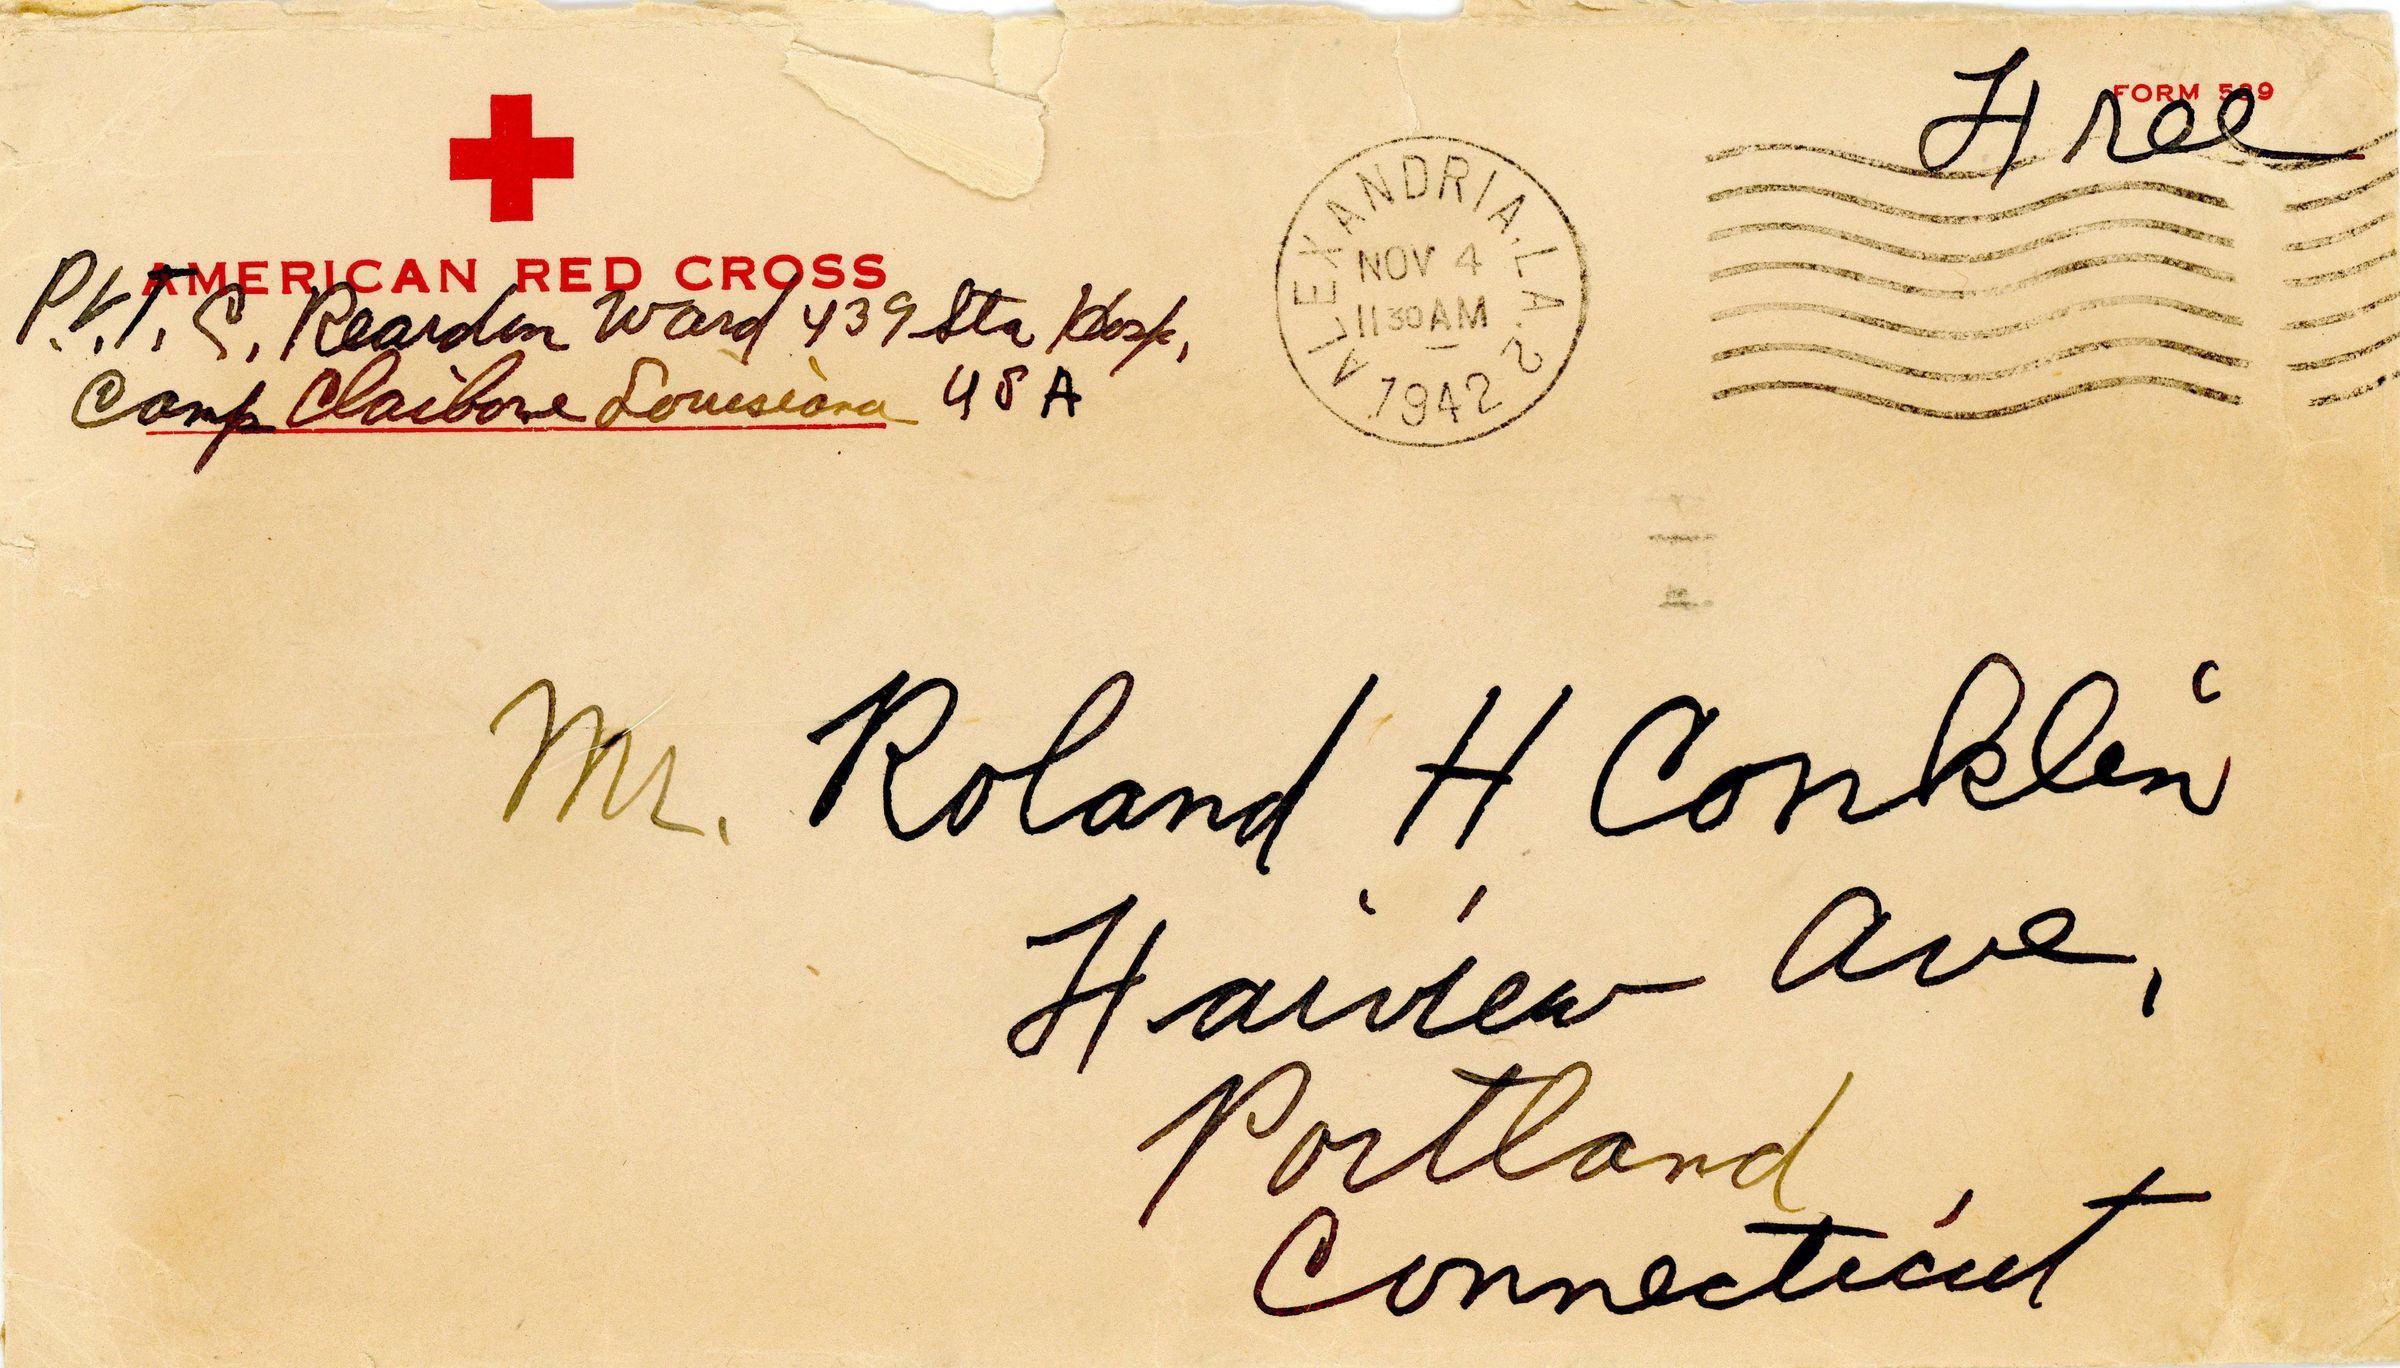 AMERICAN RED CROSS
Pvt. S. Reardon Ward 439 Sta Hosp,
Camp Claibone Louisiana USA
ALEXANDRIA, LA. 2
NOV 4
11 30 AM
1942
FORM 539
Free
Mr. Roland H Conklin
Fairview Ave,
Portland
Connecticut